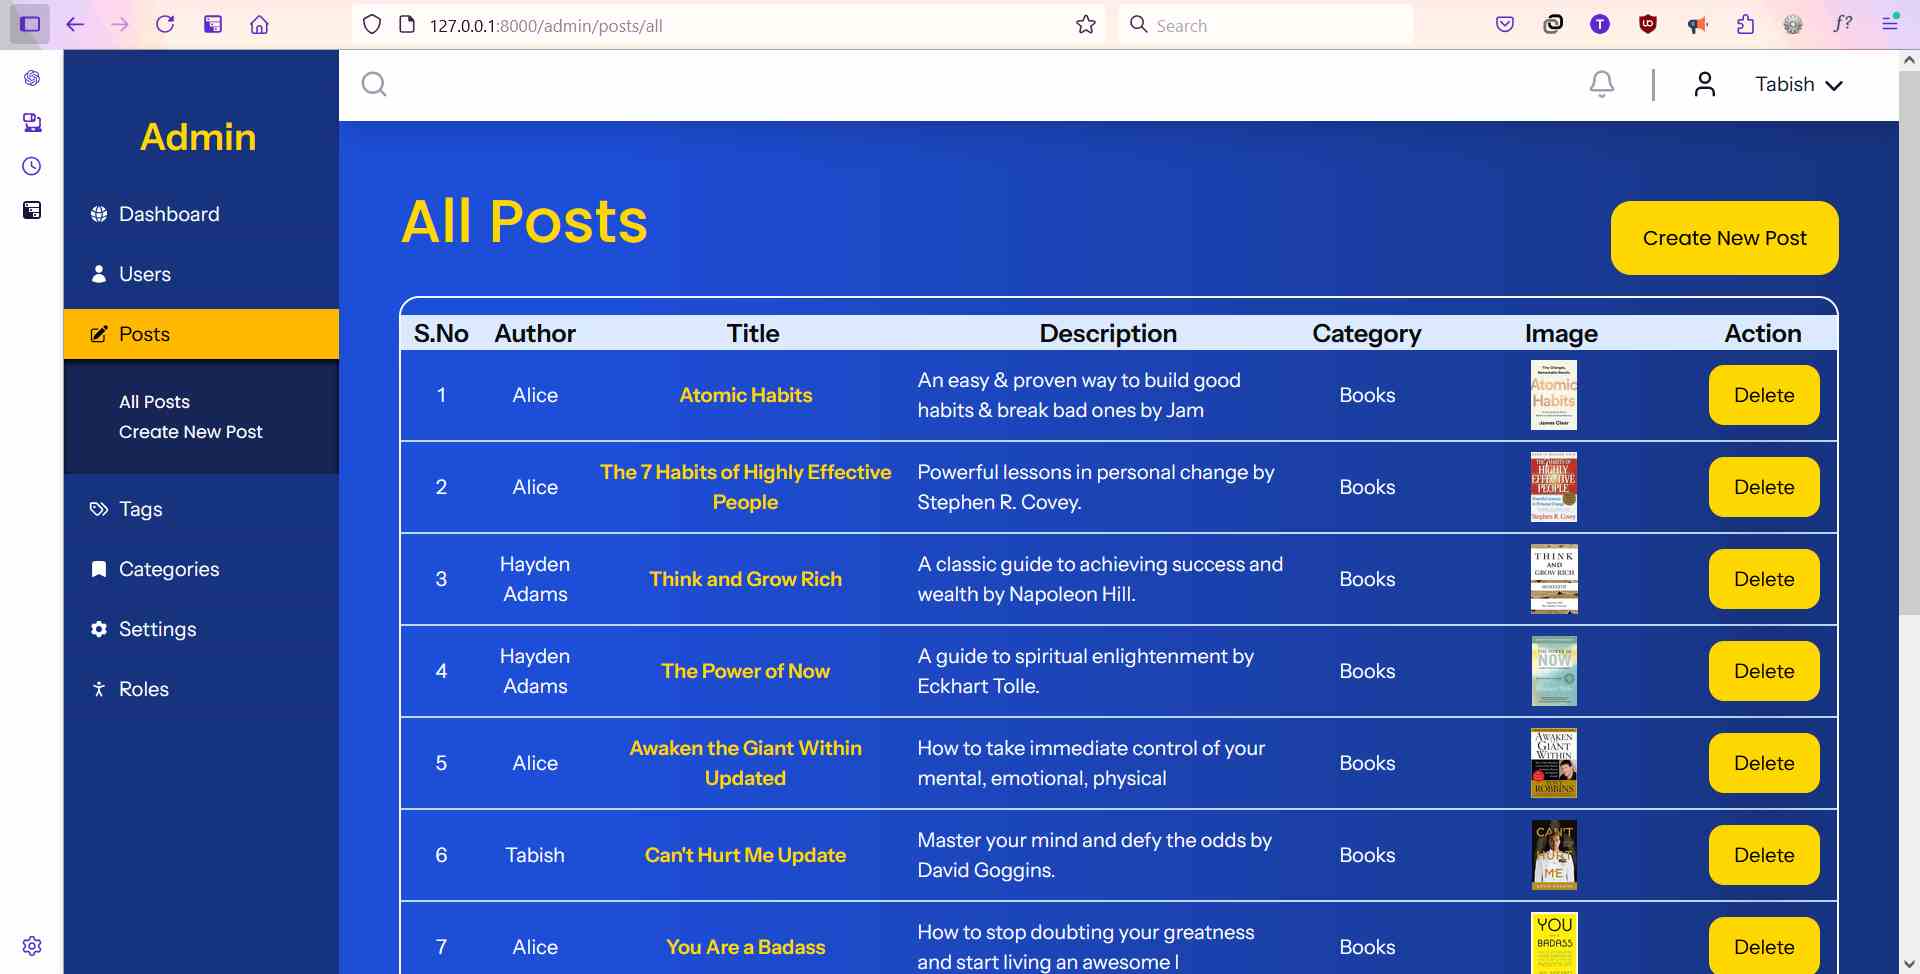 127.0.0.1:8000/admin/posts/all
Search
Admin
Dashboard
Users
Posts
All Posts
Create New Post
Tags
Categories
Settings
Roles
Tabish
All Posts
Create New Post
S.No Author Title Description Category Image Action
1 Alice Atomic Habits An easy & proven way to build good habits & break bad ones by Jam Books Delete
Atomic
Habits
James Clear
2 Alice The 7 Habits of Highly Effective People Powerful lessons in personal change by Stephen R. Covey. Books Delete
HIGHLY
EFFECTIVE
PEOPLE
Stephen R. Covey
3 Hayden Adams Think and Grow Rich A classic guide to achieving success and wealth by Napoleon Hill. Books Delete
THINK
AND
GROW RICH
4 Hayden Adams The Power of Now A guide to spiritual enlightenment by Eckhart Tolle. Books Delete
THE POWER OF
NOW
5 Alice Awaken the Giant Within Updated How to take immediate control of your mental, emotional, physical Books Delete
AWAKEN
GIANT
WITHIN
ROBBINS
6 Tabish Can't Hurt Me Update Master your mind and defy the odds by David Goggins. Books Delete
CAN'T
HURT
ME
7 Alice You Are a Badass How to stop doubting your greatness and start living an awesome l Books Delete
YOU
BADASS